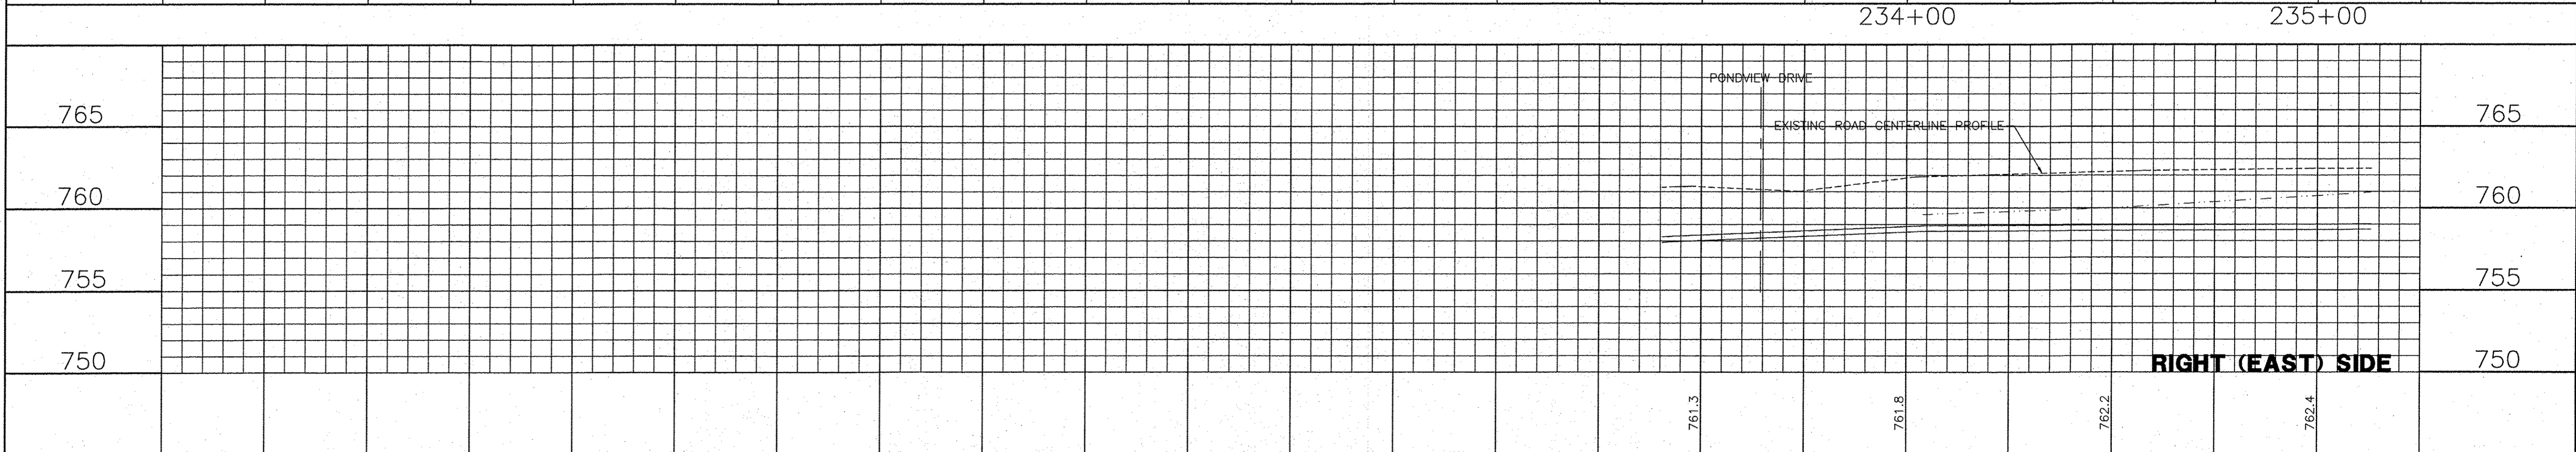 234+00 235+00
PONDVIEW DRIVE
765 765
EXISTING ROAD CENTERLINE PROFILE
760 760
755 755
750 RIGHT (EAST) SIDE 750
761.3 761.8 762.2 762.4